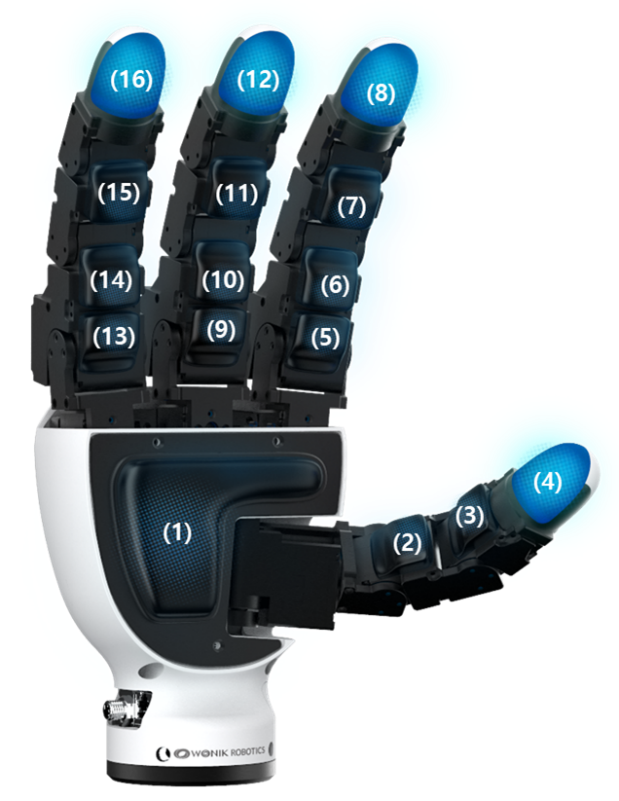 (16) (12) (8)
(15) (11) (7)
(14) (10) (6)
(13) (9) (5)
(4)
(3)
(1) (2)
WONIK ROBOTICS